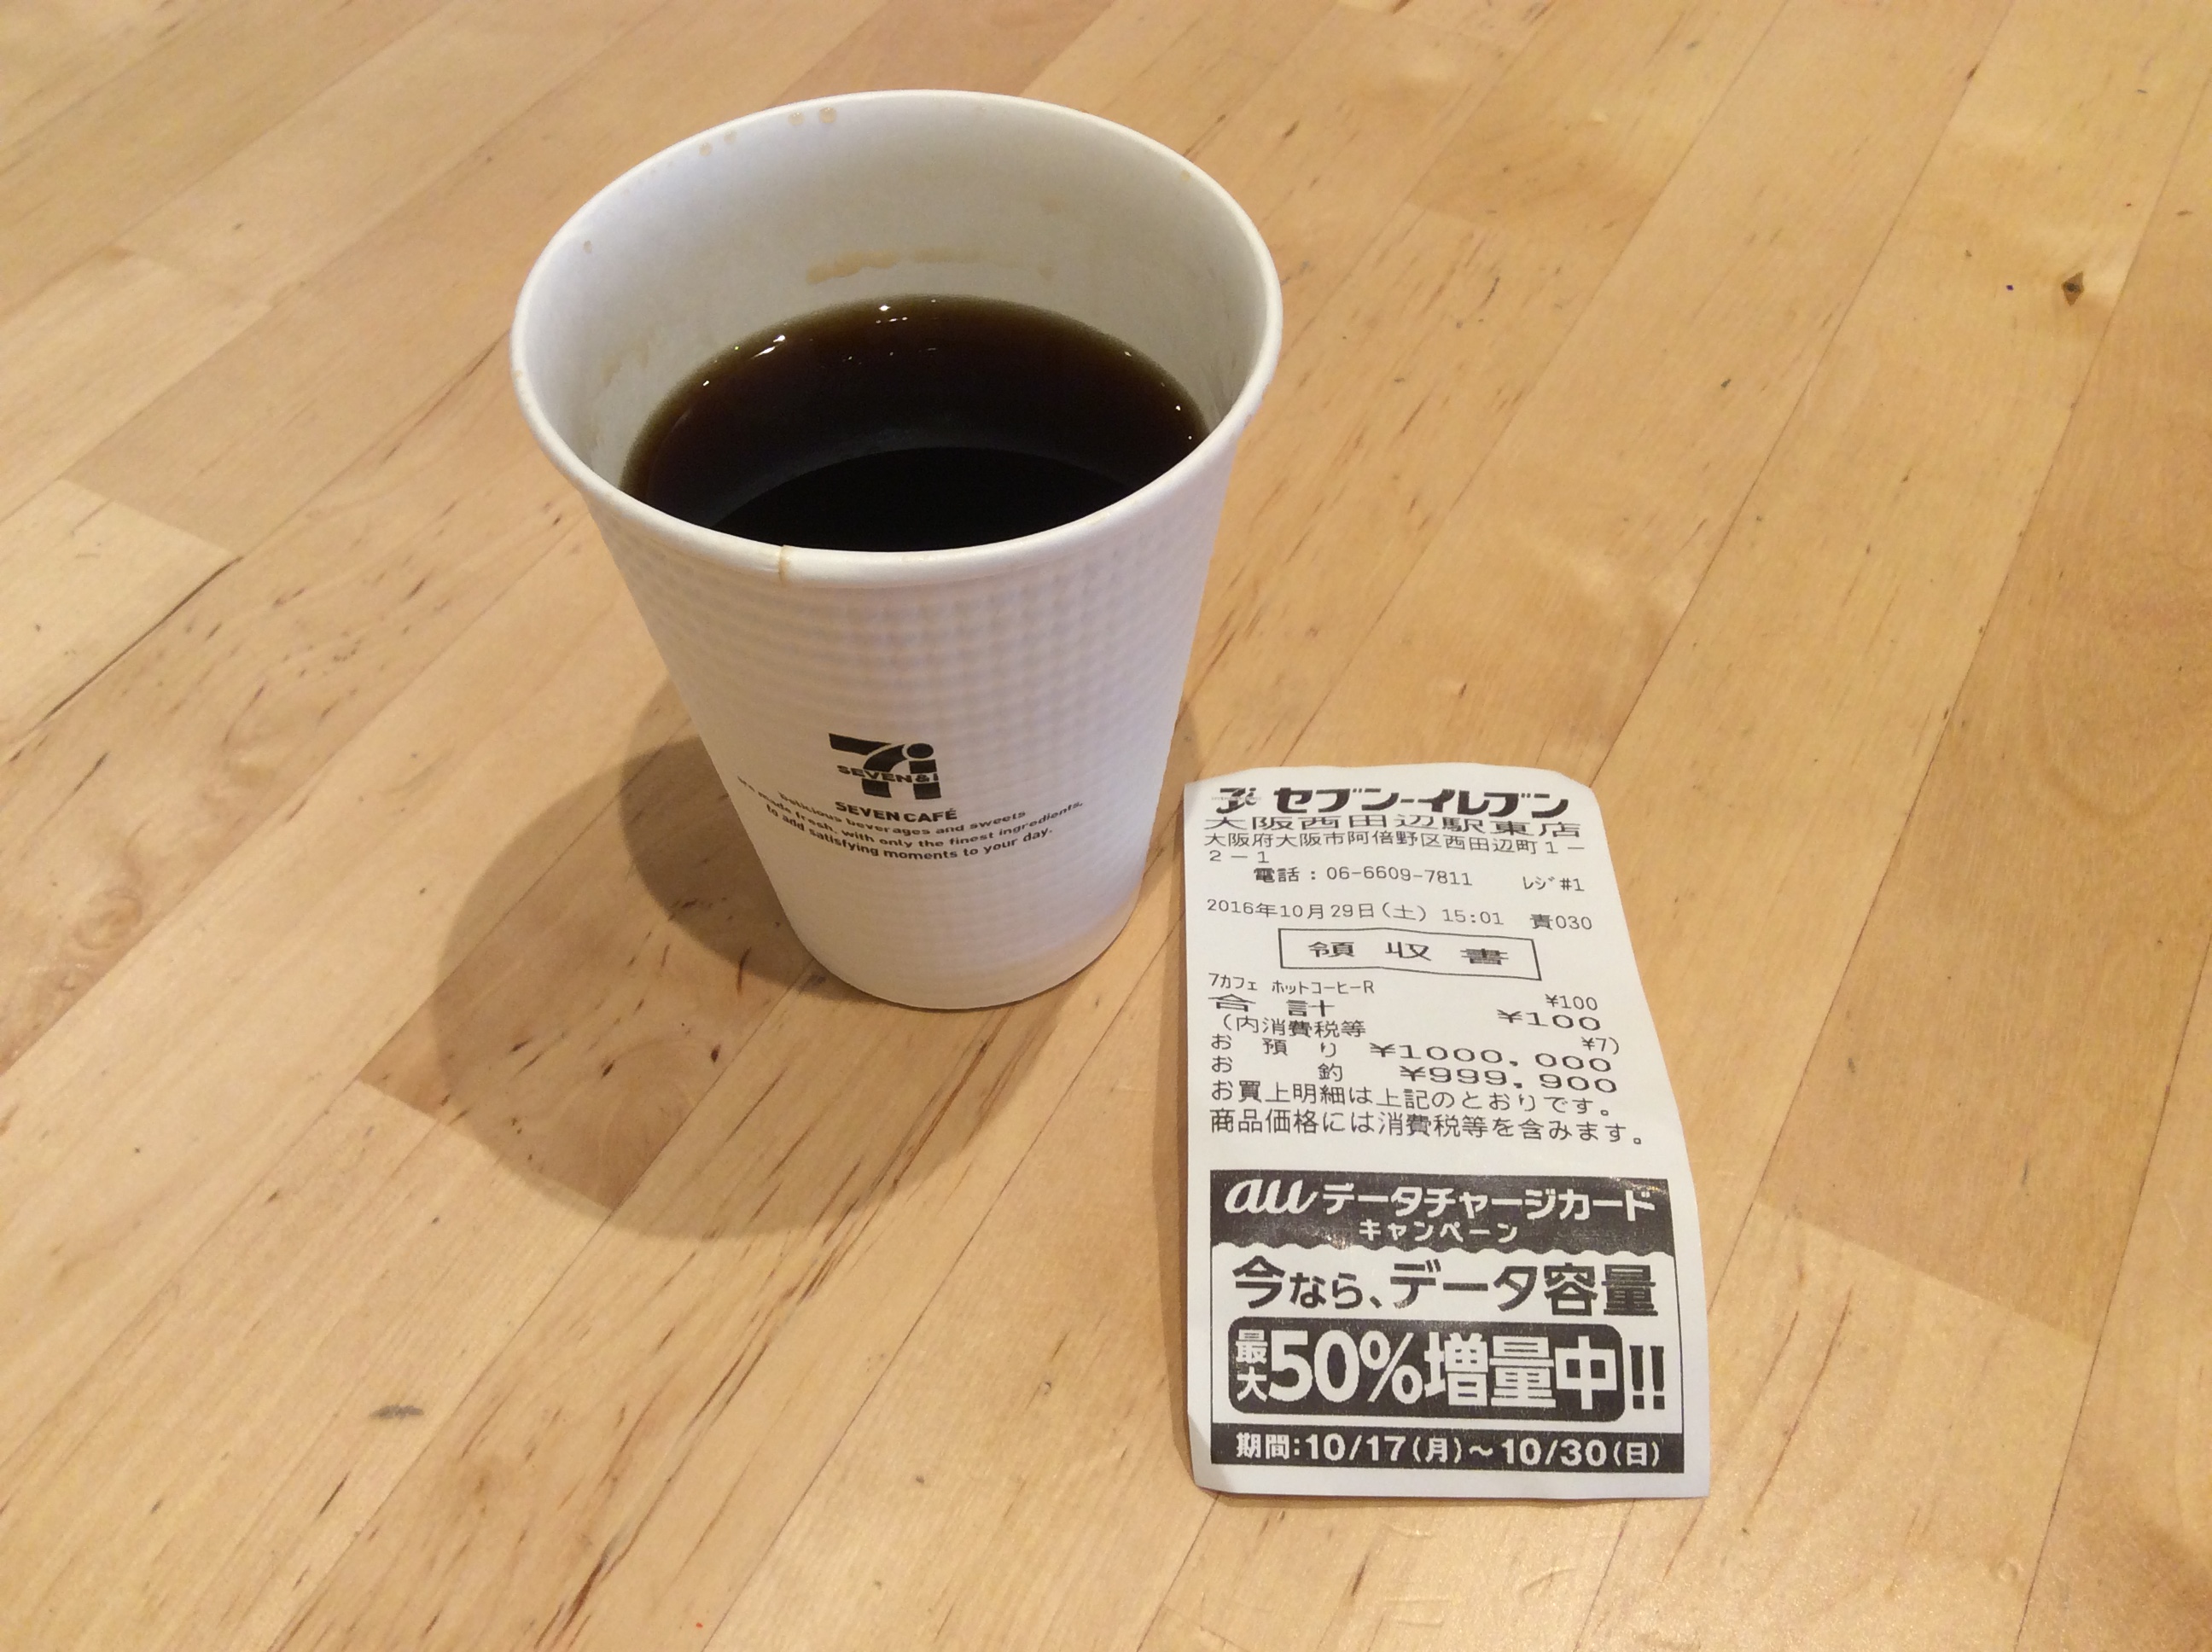 SEVEN&i
SEVEN CAFÉ
Delicious beverages and sweets
made fresh, with only the finest ingredients,
to add satisfying moments to your day.
セブン-イレブン
大阪西田辺駅東店
大阪府大阪市阿倍野区西田辺町１－
２－１
電話：06-6609-7811 レジ#1
2016年10月29日(土) 15:01 責030
領収書
7カフェ ホットコーヒーR ¥100
合計 ¥100
(内消費税等 ¥7)
お預り ¥1000,000
お釣 ¥999,900
お買上明細は上記のとおりです。
商品価格には消費税等を含みます。
au データチャージカード
キャンペーン
今なら、データ容量
最大50%増量中!!
期間:10/17(月)～10/30(日)